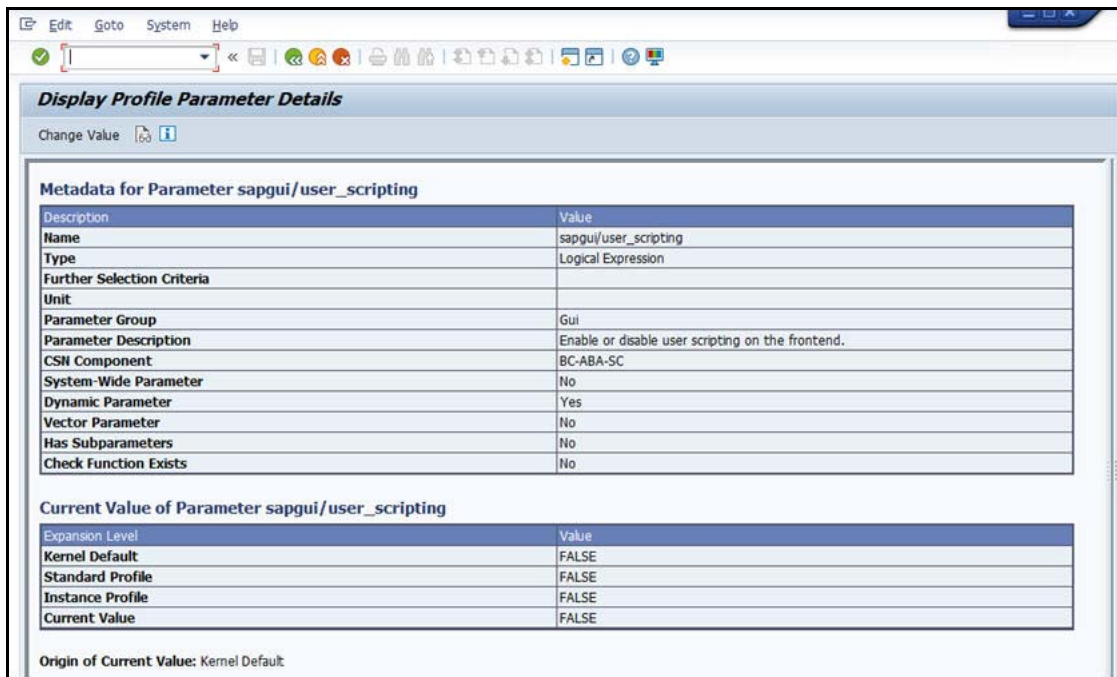 Edit Goto System Help
Display Profile Parameter Details
Change Value
Metadata for Parameter sapgui/user_scripting
Description Value
Name sapgui/user_scripting
Type Logical Expression
Further Selection Criteria
Unit
Parameter Group Gui
Parameter Description Enable or disable user scripting on the frontend.
CSN Component BC-ABA-SC
System-Wide Parameter No
Dynamic Parameter Yes
Vector Parameter No
Has Subparameters No
Check Function Exists No
Current Value of Parameter sapgui/user_scripting
Expansion Level Value
Kernel Default FALSE
Standard Profile FALSE
Instance Profile FALSE
Current Value FALSE
Origin of Current Value: Kernel Default